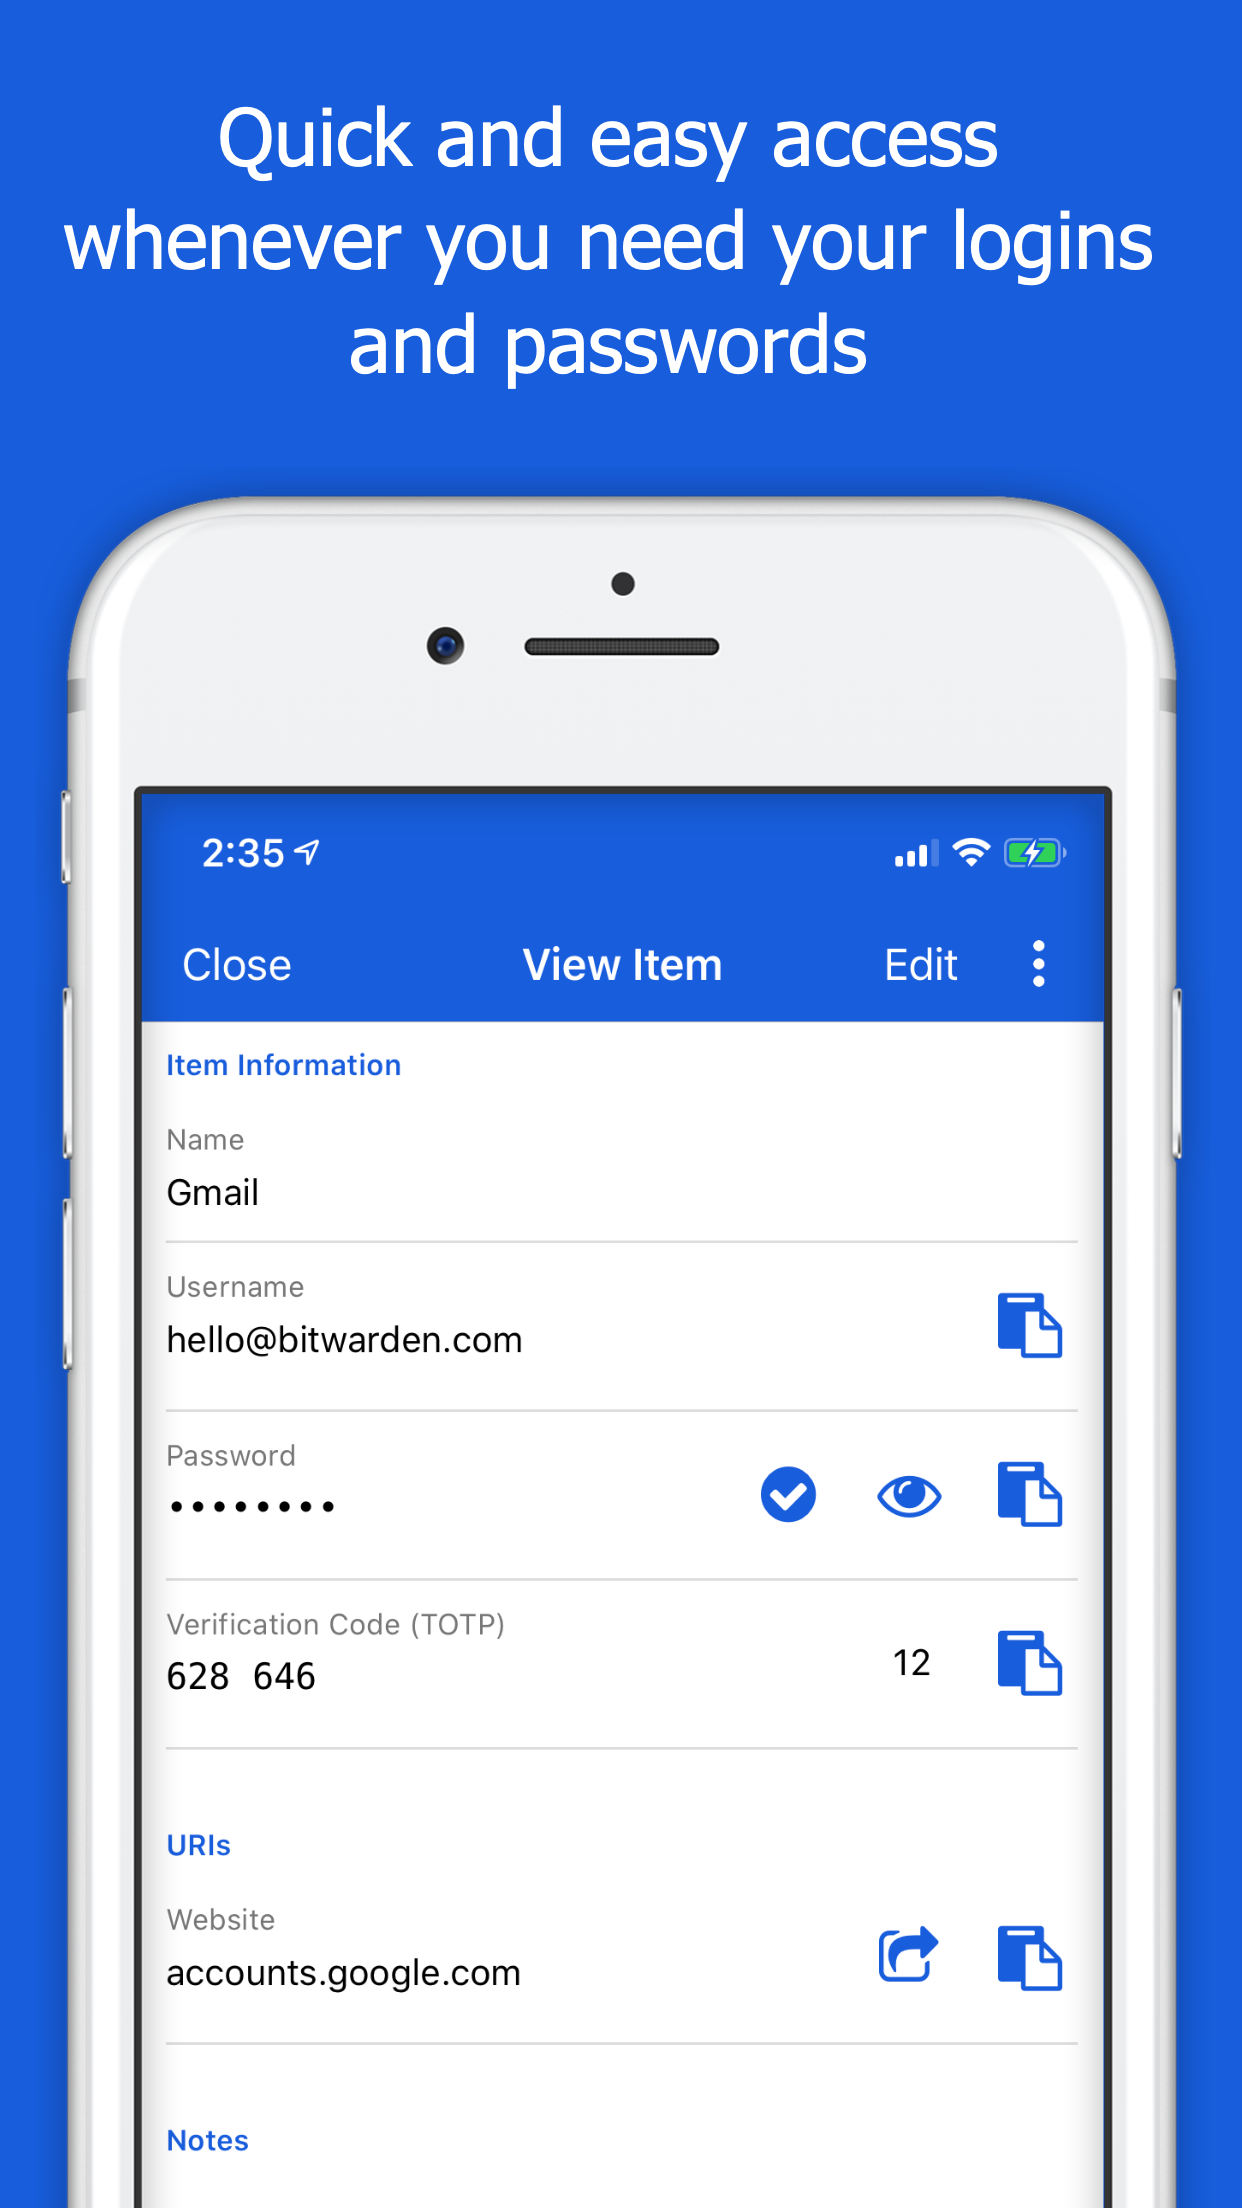 Quick and easy access
whenever you need your logins
and passwords
2:35
Close View Item Edit
Item Information
Name
Gmail
Username
hello@bitwarden.com
Password
••••••••
Verification Code (TOTP)
628 646 12
URIs
Website
accounts.google.com
Notes